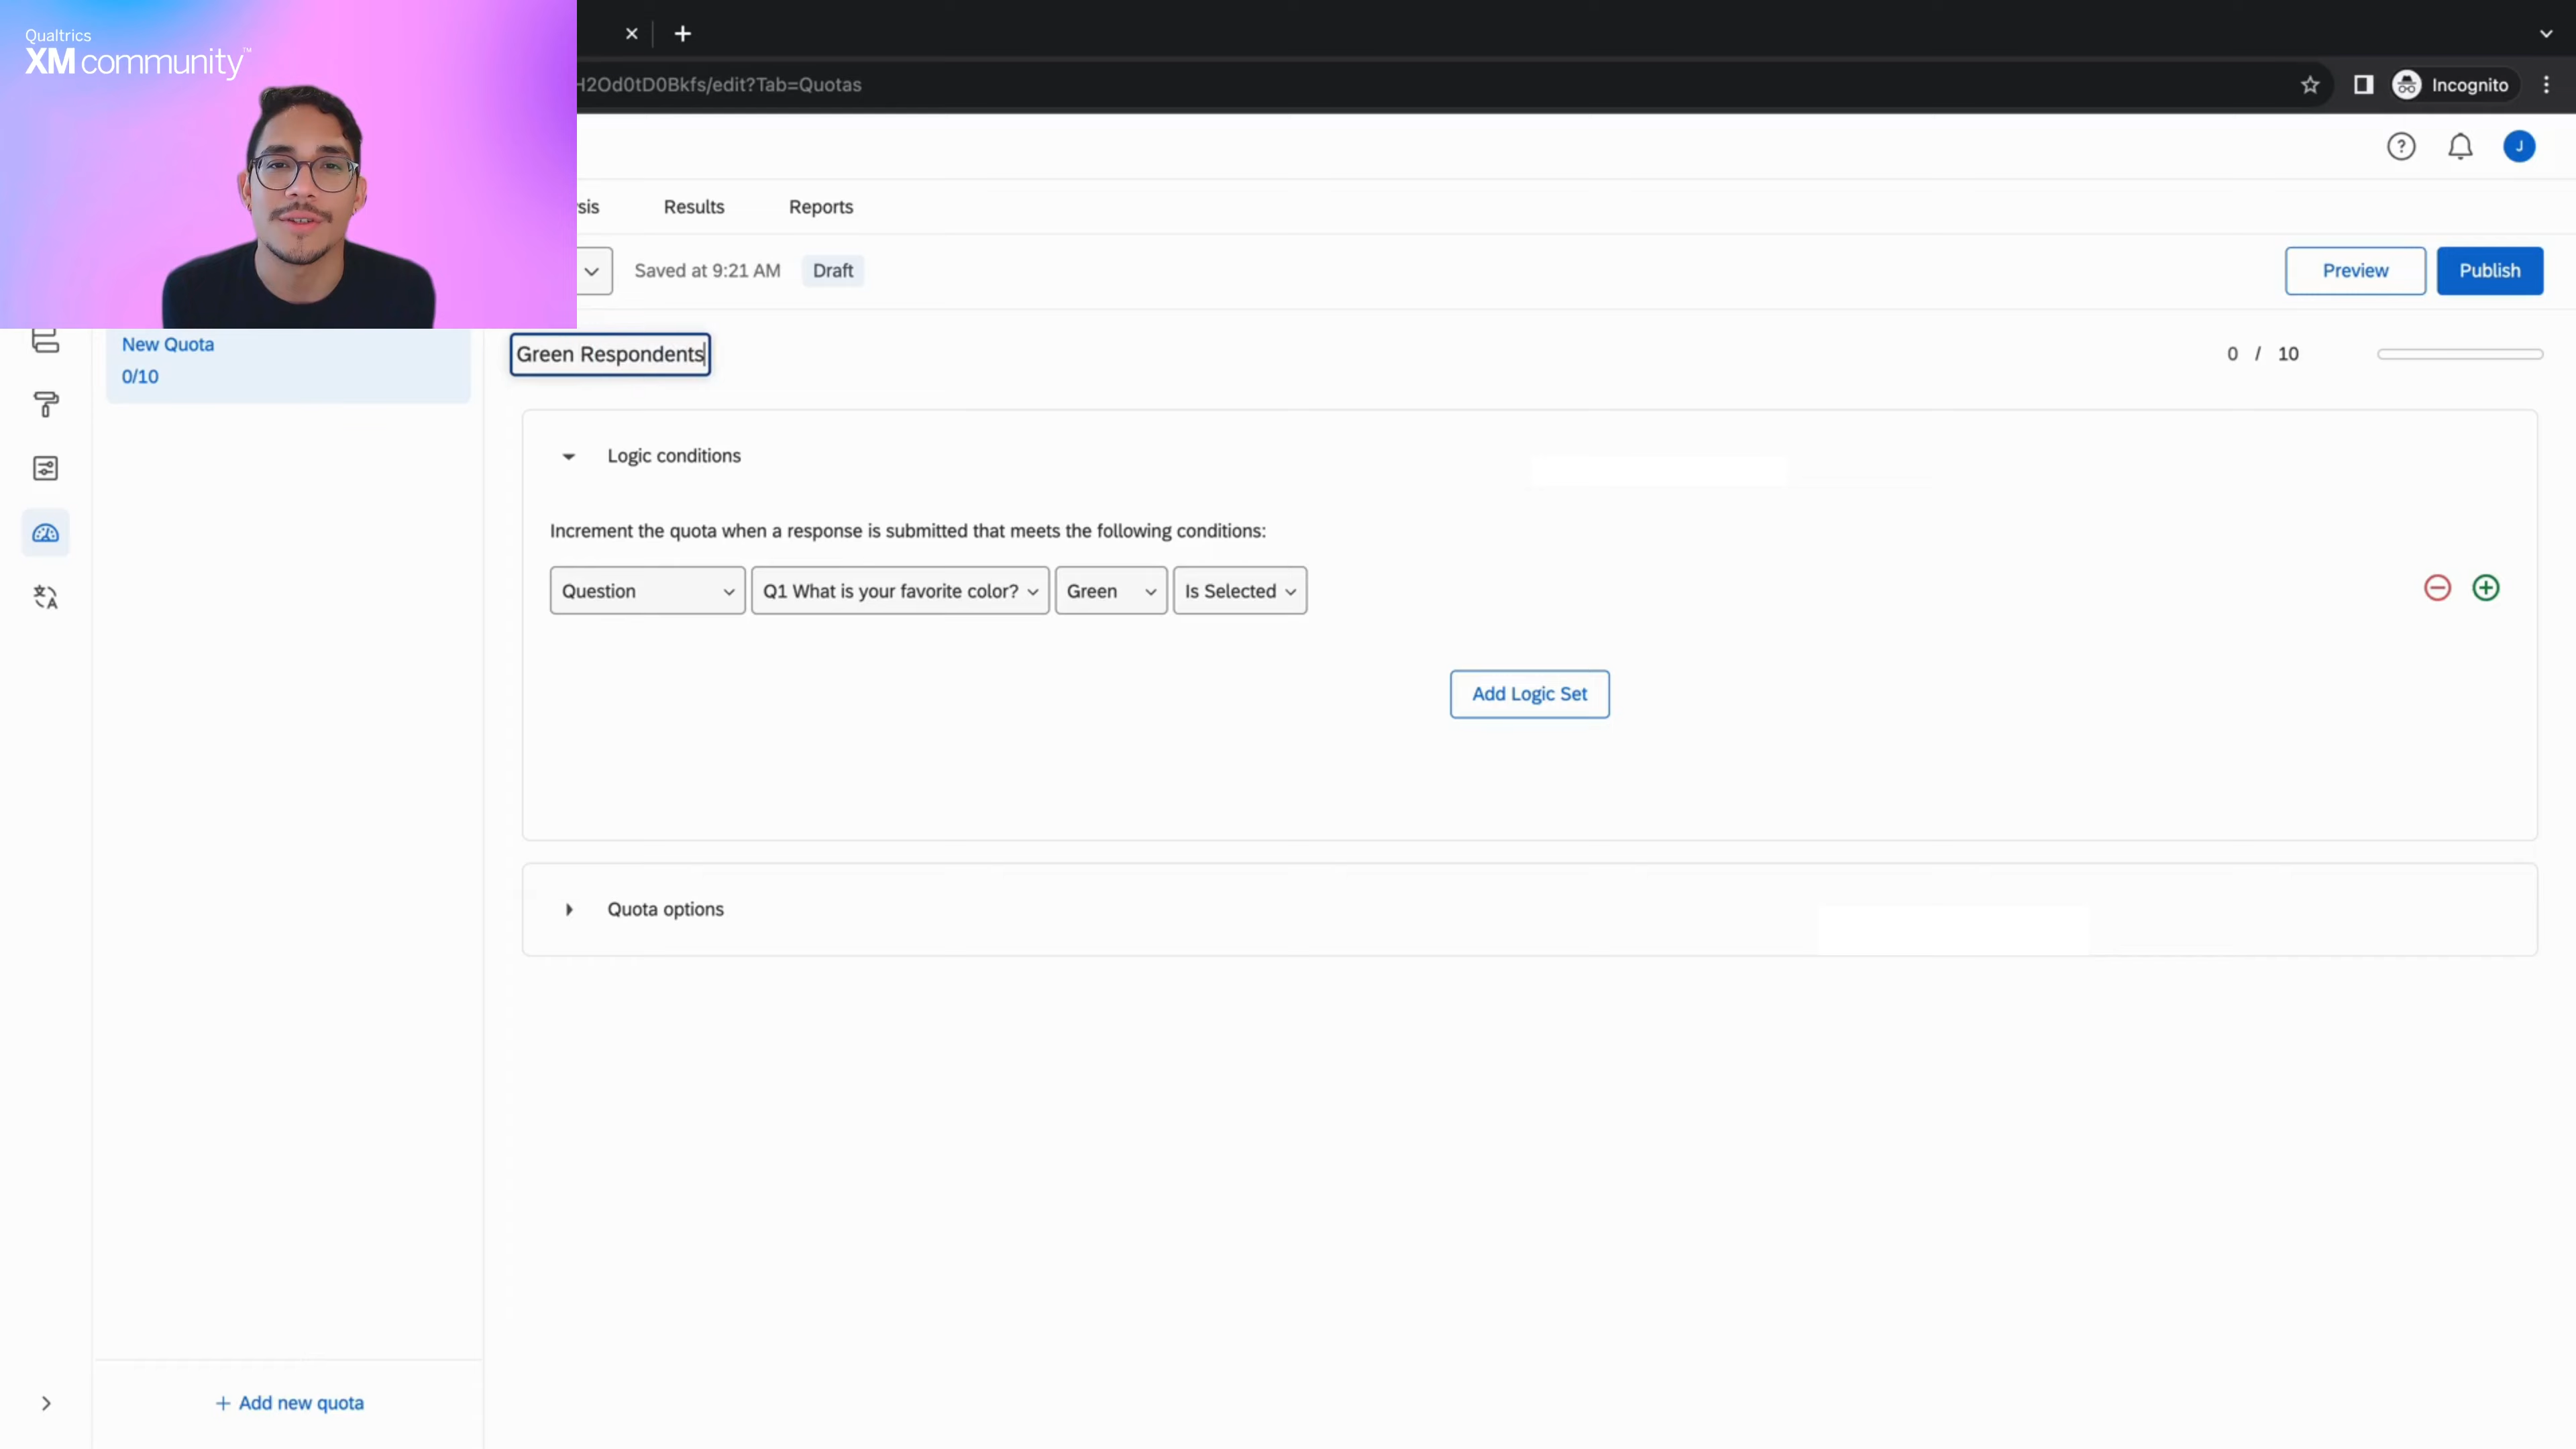 Qualtrics
XM community™
H2Od0tD0Bkfs/edit?Tab=Quotas
Incognito
J
sis
Results
Reports
Saved at 9:21 AM
Draft
Preview
Publish
New Quota
0/10
Green Respondents
0 / 10
Logic conditions
Increment the quota when a response is submitted that meets the following conditions:
Question
Q1 What is your favorite color?
Green
Is Selected
Add Logic Set
Quota options
+ Add new quota